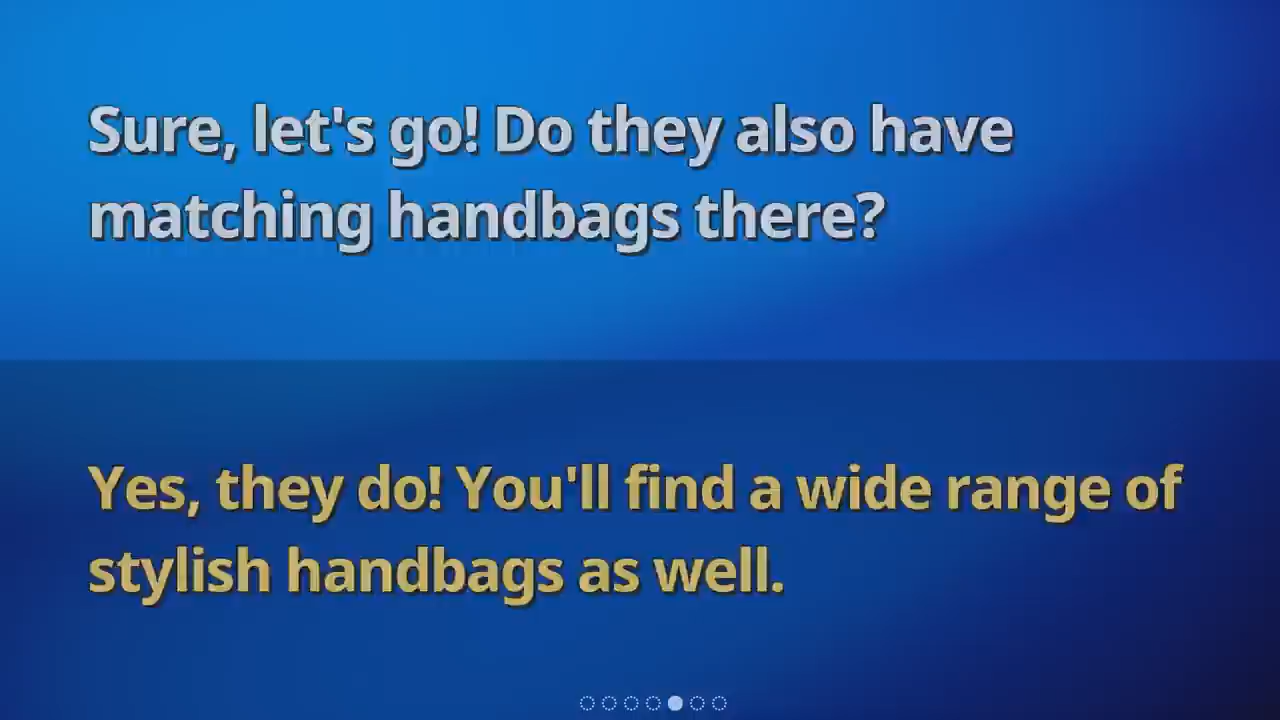 Sure, let's go! Do they also have
matching handbags there?
Yes, they do! You'll find a wide range of
stylish handbags as well.